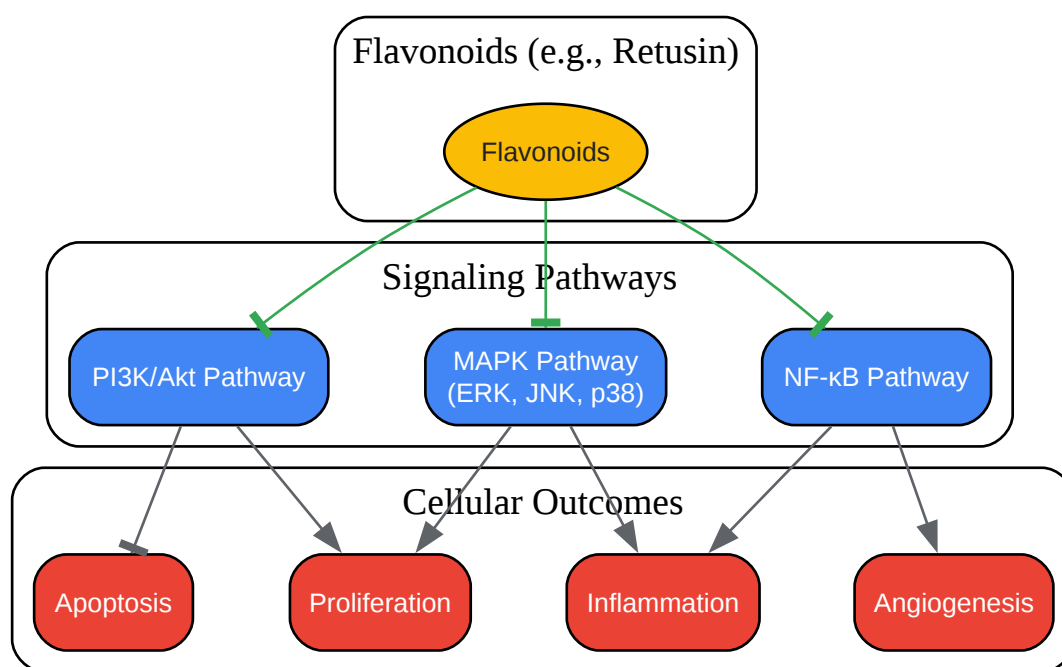 Flavonoids (e.g., Retusin)
Flavonoids
Signaling Pathways
PI3K/Akt Pathway
MAPK Pathway
(ERK, JNK, p38)
NF-κB Pathway
Cellular Outcomes
Apoptosis
Proliferation
Inflammation
Angiogenesis